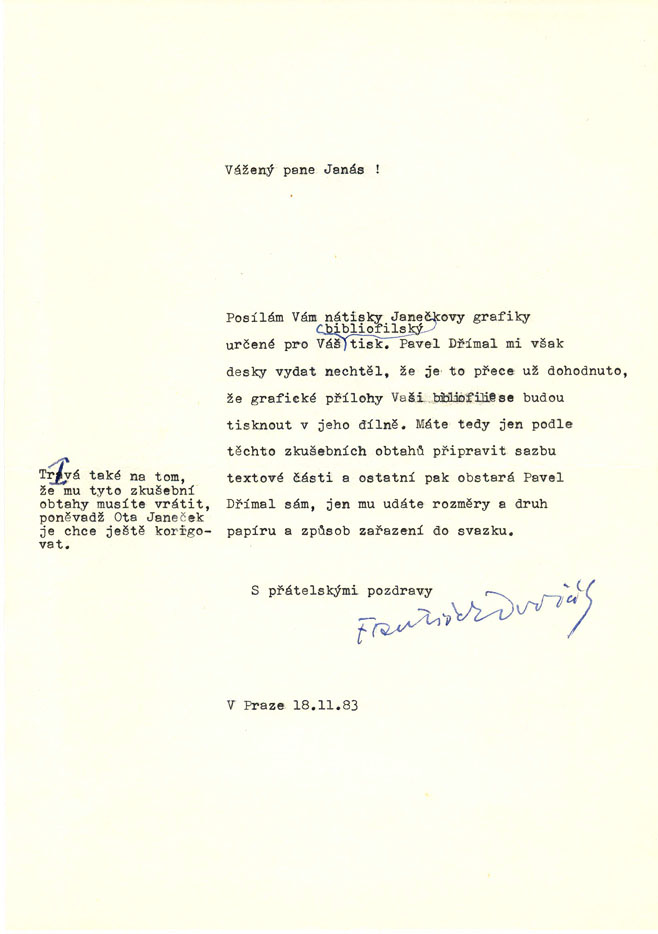 Vážený pane Janás !
Posílám Vám nátisky Janečkovy grafiky
bibliofilský
určené pro Váš tisk. Pavel Dřímal mi však
desky vydat nechtěl, že je to přece už dohodnuto,
že grafické přílohy Vaši bibliofilie se budou
tisknout v jeho dílně. Máte tedy jen podle
těchto zkušebních obtahů připravit sazbu
textové části a ostatní pak obstará Pavel
Dřímal sám, jen mu udáte rozměry a druh
papíru a způsob zařazení do svazku.
Trvá také na tom,
že mu tyto zkušební
obtahy musíte vrátit,
poněvadž Ota Janeček
je chce ještě korigo-
vat.
S přátelskými pozdravy
František Dvořák
V Praze 18.11.83